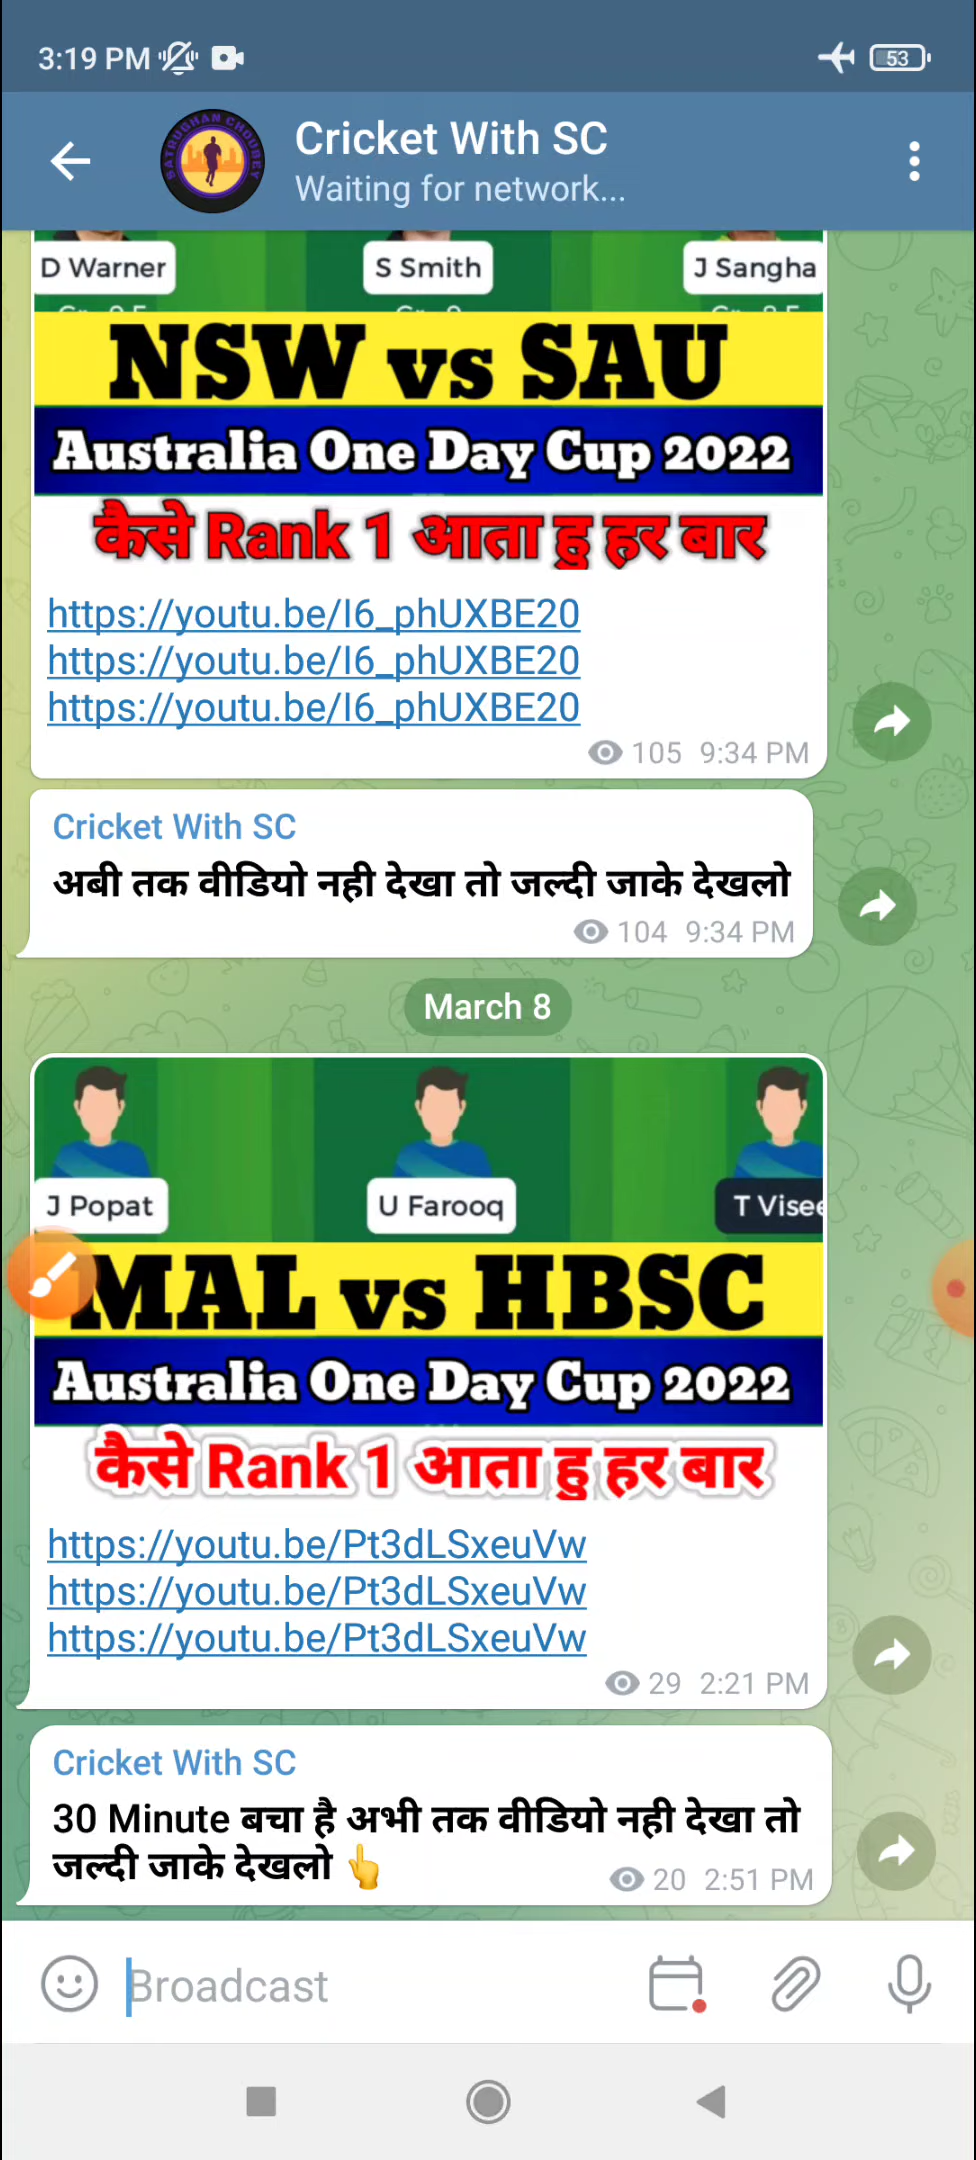 3:19 PM
53
SATRUGHAN CHOUBEY
Cricket With SC
Waiting for network...
D Warner
S Smith
J Sangha
NSW vs SAU
Australia One Day Cup 2022
कैसे Rank 1 आता हु हर बार
https://youtu.be/I6_phUXBE20
https://youtu.be/I6_phUXBE20
https://youtu.be/I6_phUXBE20
105 9:34 PM
Cricket With SC
अबी तक वीडियो नही देखा तो जल्दी जाके देखलो
104 9:34 PM
March 8
J Popat
U Farooq
T Visee
MAL vs HBSC
Australia One Day Cup 2022
कैसे Rank 1 आता हु हर बार
https://youtu.be/Pt3dLSxeuVw
https://youtu.be/Pt3dLSxeuVw
https://youtu.be/Pt3dLSxeuVw
29 2:21 PM
Cricket With SC
30 Minute बचा है अभी तक वीडियो नही देखा तो
जल्दी जाके देखलो 👆
20 2:51 PM
Broadcast